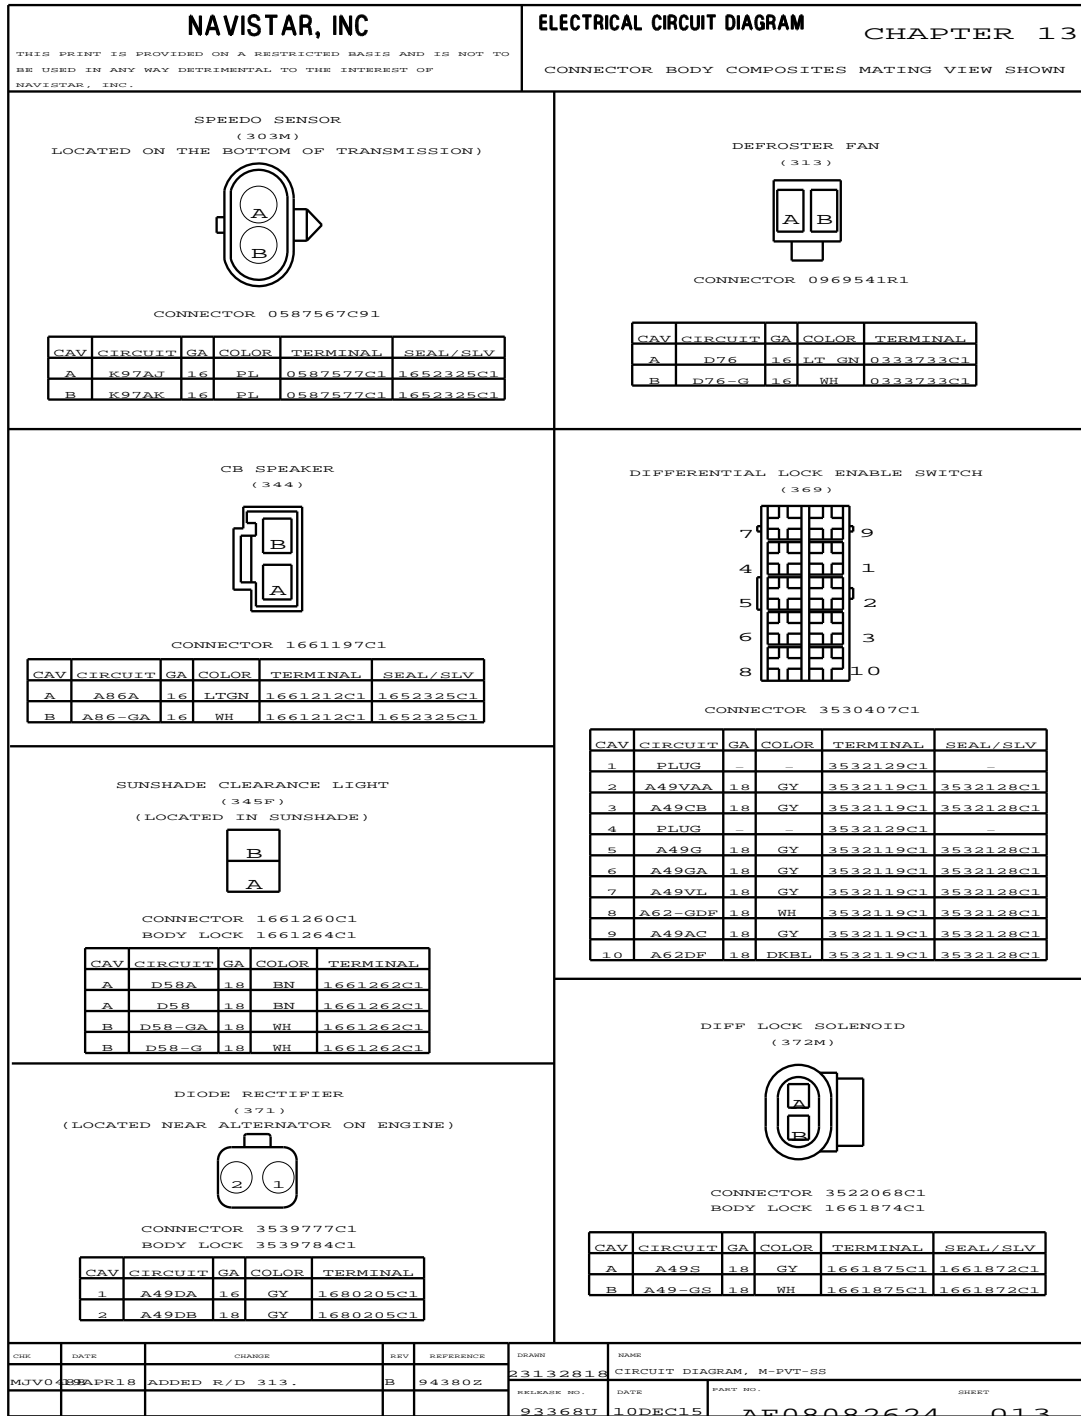 NAVISTAR, INC
THIS PRINT IS PROVIDED ON A RESTRICTED BASIS AND IS NOT TO
BE USED IN ANY WAY DETRIMENTAL TO THE INTEREST OF
NAVISTAR, INC.
ELECTRICAL CIRCUIT DIAGRAM CHAPTER 13
CONNECTOR BODY COMPOSITES MATING VIEW SHOWN
SPEEDO SENSOR
(303M)
LOCATED ON THE BOTTOM OF TRANSMISSION)
A
B
CONNECTOR 0587567C91
CAV CIRCUIT GA COLOR TERMINAL SEAL/SLV
A K97AJ 16 PL 0587577C1 1652325C1
B K97AK 16 PL 0587577C1 1652325C1
DEFROSTER FAN
(313)
A B
CONNECTOR 0969541R1
CAV CIRCUIT GA COLOR TERMINAL
A D76 16 LT GN 0333733C1
B D76-G 16 WH 0333733C1
CB SPEAKER
(344)
B
A
CONNECTOR 1661197C1
CAV CIRCUIT GA COLOR TERMINAL SEAL/SLV
A A86A 16 LTGN 1661212C1 1652325C1
B A86-GA 16 WH 1661212C1 1652325C1
DIFFERENTIAL LOCK ENABLE SWITCH
(369)
7 9
4 1
5 2
6 3
8 10
CONNECTOR 3530407C1
CAV CIRCUIT GA COLOR TERMINAL SEAL/SLV
1 PLUG – – 3532129C1 –
2 A49VAA 18 GY 3532119C1 3532128C1
3 A49CB 18 GY 3532119C1 3532128C1
4 PLUG – – 3532129C1 –
5 A49G 18 GY 3532119C1 3532128C1
6 A49GA 18 GY 3532119C1 3532128C1
7 A49VL 18 GY 3532119C1 3532128C1
8 A62-GDF 18 WH 3532119C1 3532128C1
9 A49AC 18 GY 3532119C1 3532128C1
10 A62DF 18 DKBL 3532119C1 3532128C1
SUNSHADE CLEARANCE LIGHT
(345F)
(LOCATED IN SUNSHADE)
B
A
CONNECTOR 1661260C1
BODY LOCK 1661264C1
CAV CIRCUIT GA COLOR TERMINAL
A D58A 18 BN 1661262C1
A D58 18 BN 1661262C1
B D58-GA 18 WH 1661262C1
B D58-G 18 WH 1661262C1
DIODE RECTIFIER
(371)
(LOCATED NEAR ALTERNATOR ON ENGINE)
2 1
CONNECTOR 3539777C1
BODY LOCK 3539784C1
CAV CIRCUIT GA COLOR TERMINAL
1 A49DA 16 GY 1680205C1
2 A49DB 18 GY 1680205C1
DIFF LOCK SOLENOID
(372M)
A
B
CONNECTOR 3522068C1
BODY LOCK 1661874C1
CAV CIRCUIT GA COLOR TERMINAL SEAL/SLV
A A49S 18 GY 1661875C1 1661872C1
B A49-GS 18 WH 1661875C1 1661872C1
CHK DATE CHANGE REV REFERENCE
ADDED R/D 313. B 94380Z
DRAWN NAME
23132818 CIRCUIT DIAGRAM, M-PVT-SS
RELEASE NO. DATE PART NO. SHEET
93368U 10DEC15 AF08082624 013